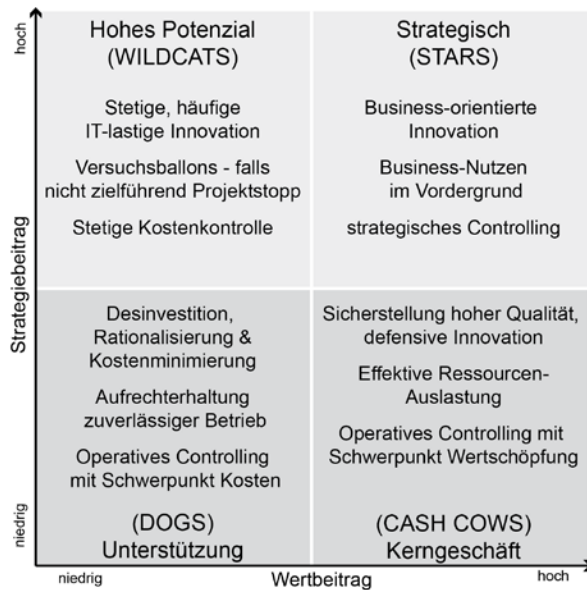 hoch
Strategiebeitrag
niedrig
Hohes Potenzial
(WILDCATS)
Stetige, häufige
IT-lastige Innovation
Versuchsballons - falls
nicht zielführend Projektstopp
Stetige Kostenkontrolle
Strategisch
(STARS)
Business-orientierte
Innovation
Business-Nutzen
im Vordergrund
strategisches Controlling
Desinvestition,
Rationalisierung &
Kostenminimierung
Aufrechterhaltung
zuverlässiger Betrieb
Operatives Controlling
mit Schwerpunkt Kosten
(DOGS)
Unterstützung
Sicherstellung hoher Qualität,
defensive Innovation
Effektive Ressourcen-
Auslastung
Operatives Controlling mit
Schwerpunkt Wertschöpfung
(CASH COWS)
Kerngeschäft
niedrig
Wertbeitrag
hoch